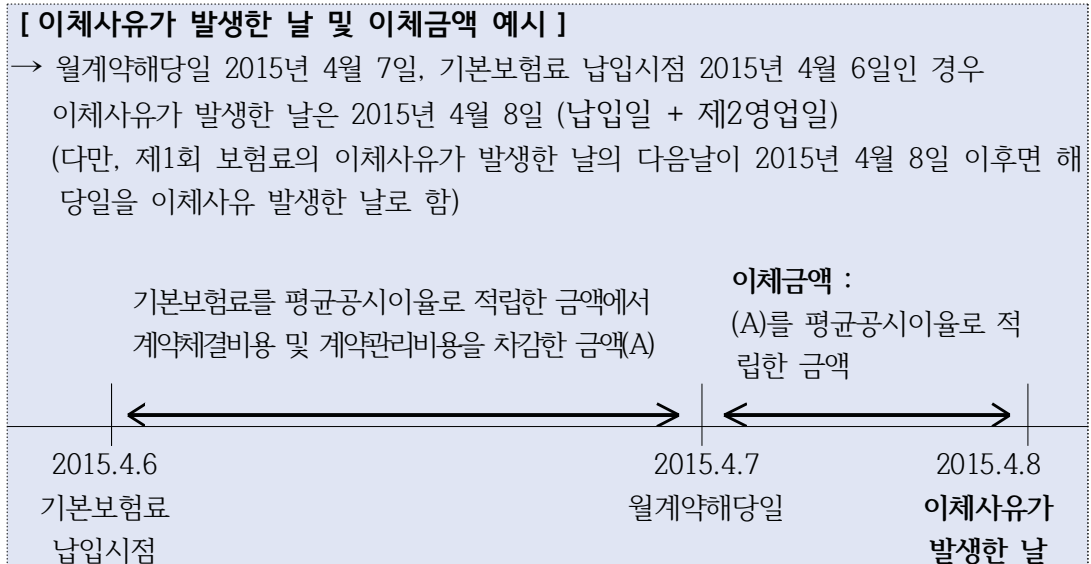 [ 이체사유가 발생한 날 및 이체금액 예시 ]
→ 월계약해당일 2015년 4월 7일, 기본보험료 납입시점 2015년 4월 6일인 경우
이체사유가 발생한 날은 2015년 4월 8일 (납입일 + 제2영업일)
(다만, 제1회 보험료의 이체사유가 발생한 날의 다음날이 2015년 4월 8일 이후면 해
당일을 이체사유 발생한 날로 함)
기본보험료를 평균공시이율로 적립한 금액에서
계약체결비용 및 계약관리비용을 차감한 금액(A)
이체금액 :
(A)를 평균공시이율로 적
립한 금액
2015.4.6 2015.4.7 2015.4.8
기본보험료 월계약해당일 이체사유가
납입시점 발생한 날